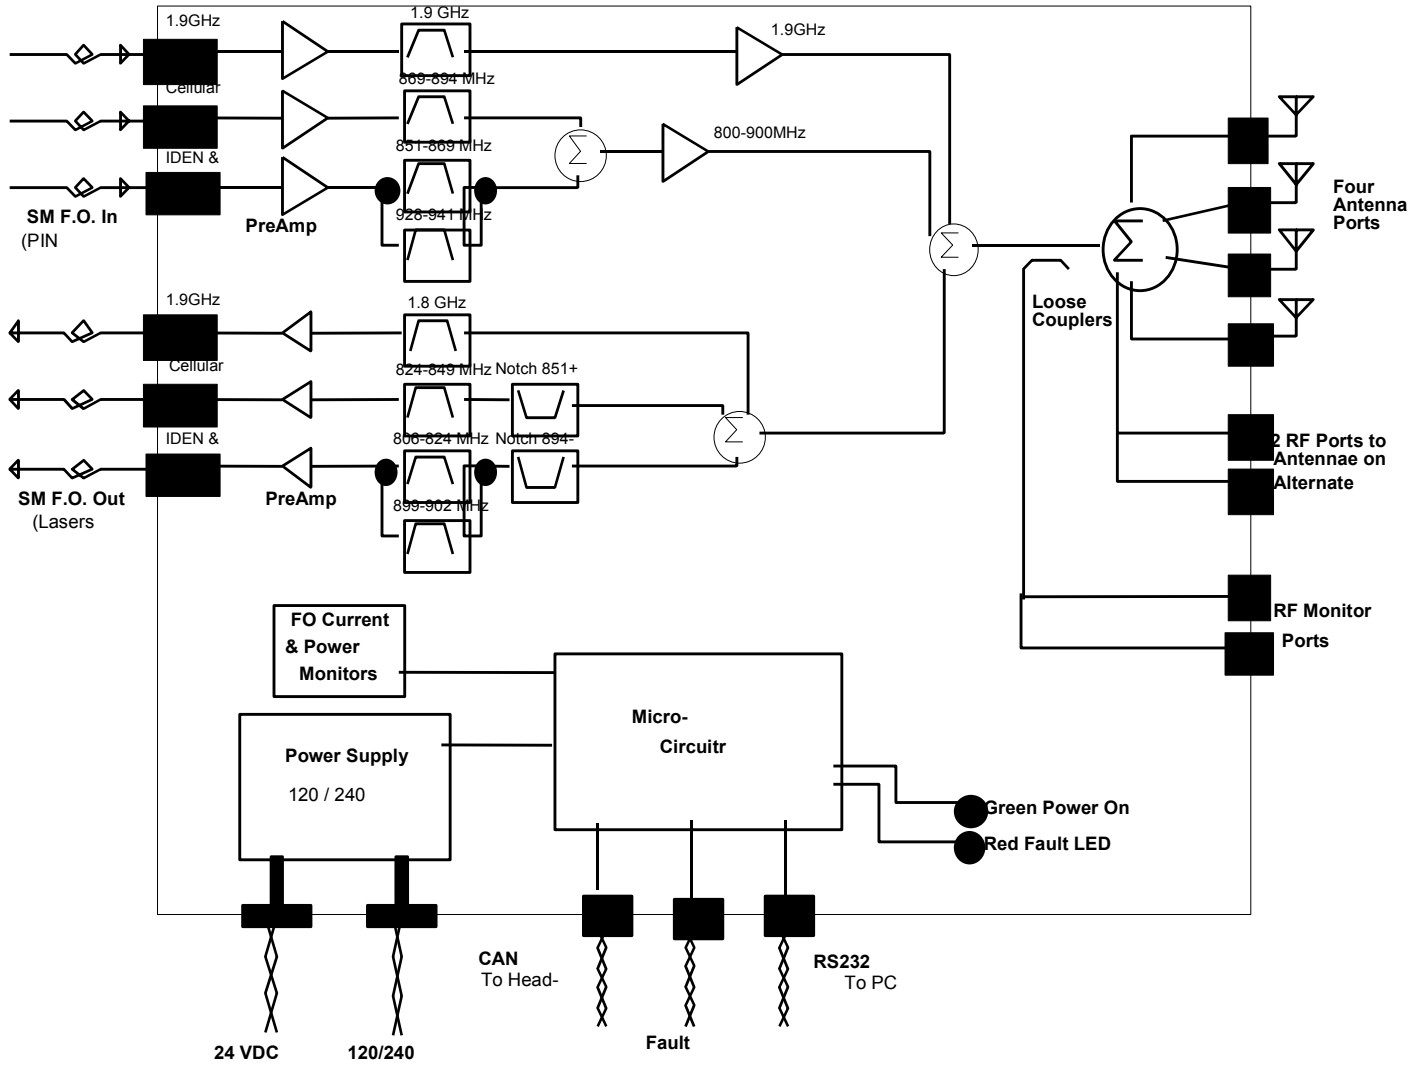 1.9GHz
1.9 GHz
1.9GHz
Cellular
869-894 MHz
800-900MHz
IDEN &
851-869 MHz
SM F.O. In
(PIN
PreAmp
928-941 MHz
Σ
Σ
Σ
Four
Antenna
Ports
1.9GHz
1.8 GHz
Loose
Couplers
Cellular
824-849 MHz
Notch 851+
Σ
IDEN &
806-824 MHz
Notch 894-
2 RF Ports to
Antennae on
Alternate
SM F.O. Out
(Lasers
PreAmp
899-902 MHz
RF Monitor
Ports
FO Current
& Power
Monitors
Micro-
Circuitr
Power Supply
120 / 240
Green Power On
Red Fault LED
CAN
To Head-
RS232
To PC
Fault
24 VDC
120/240